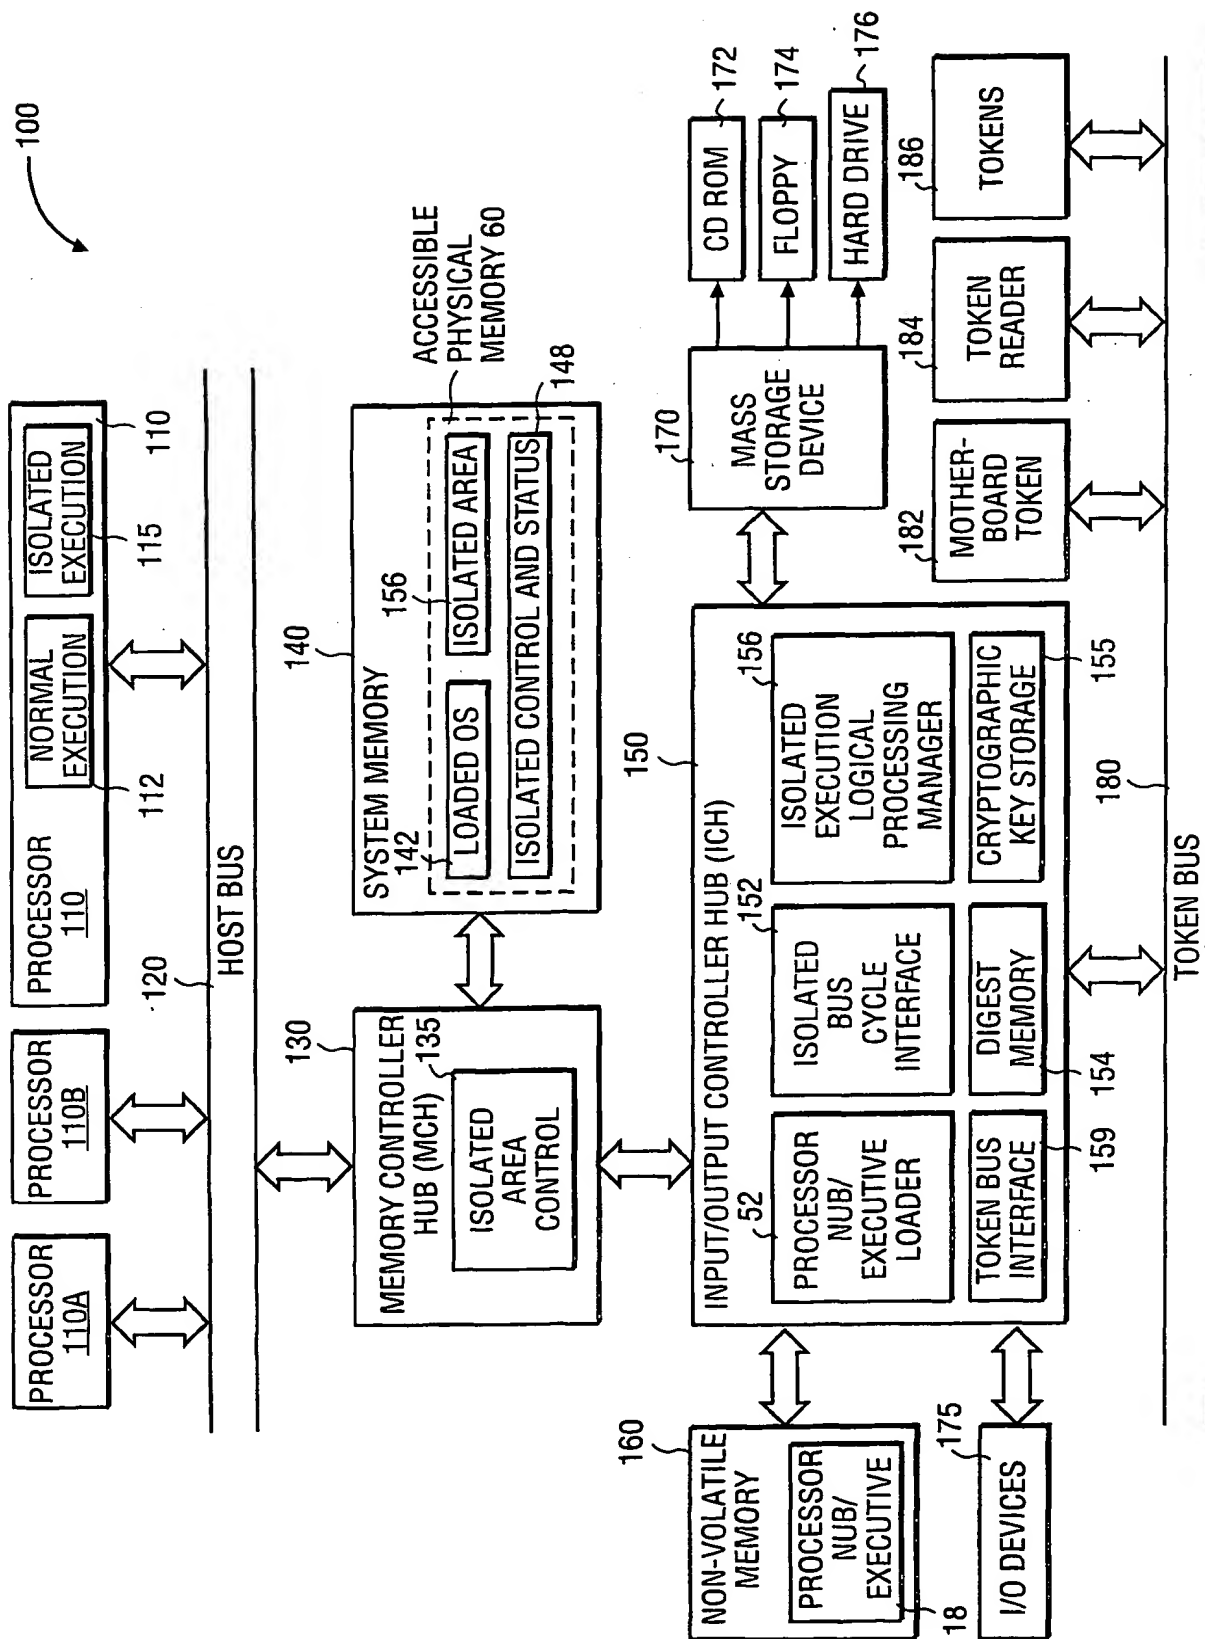 100
PROCESSOR
110A
PROCESSOR
110B
PROCESSOR
110
NORMAL
EXECUTION
112
ISOLATED
EXECUTION
115
110
120
HOST BUS
130
MEMORY CONTROLLER
HUB (MCH)
135
ISOLATED
AREA
CONTROL
140
SYSTEM MEMORY
142
LOADED OS
156
ISOLATED AREA
ISOLATED CONTROL AND STATUS
148
ACCESSIBLE
PHYSICAL
MEMORY 60
160
NON-VOLATILE
MEMORY
PROCESSOR
NUB/
EXECUTIVE
18
175
I/O DEVICES
150
INPUT/OUTPUT CONTROLLER HUB (ICH)
52
PROCESSOR
NUB/
EXECUTIVE
LOADER
152
ISOLATED
BUS
CYCLE
INTERFACE
156
ISOLATED
EXECUTION
LOGICAL
PROCESSING
MANAGER
TOKEN BUS
INTERFACE
159
DIGEST
MEMORY
154
CRYPTOGRAPHIC
KEY STORAGE
155
170
MASS
STORAGE
DEVICE
CD ROM
172
FLOPPY
174
HARD DRIVE
176
182
MOTHER-
BOARD
TOKEN
184
TOKEN
READER
186
TOKENS
180
TOKEN BUS